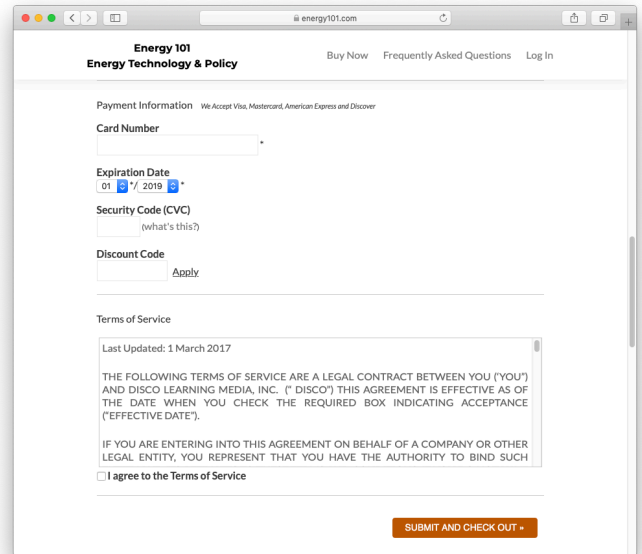 energy101.com
Energy 101
Energy Technology & Policy
Buy Now Frequently Asked Questions Log In
Payment Information We Accept Visa, Mastercard, American Express and Discover
Card Number
*
Expiration Date
01 */ 2019 *
Security Code (CVC)
(what's this?)
Discount Code
Apply
Terms of Service
Last Updated: 1 March 2017
THE FOLLOWING TERMS OF SERVICE ARE A LEGAL CONTRACT BETWEEN YOU ("YOU")
AND DISCO LEARNING MEDIA, INC. (" DISCO") THIS AGREEMENT IS EFFECTIVE AS OF
THE DATE WHEN YOU CHECK THE REQUIRED BOX INDICATING ACCEPTANCE
("EFFECTIVE DATE").
IF YOU ARE ENTERING INTO THIS AGREEMENT ON BEHALF OF A COMPANY OR OTHER
LEGAL ENTITY, YOU REPRESENT THAT YOU HAVE THE AUTHORITY TO BIND SUCH
I agree to the Terms of Service
SUBMIT AND CHECK OUT »